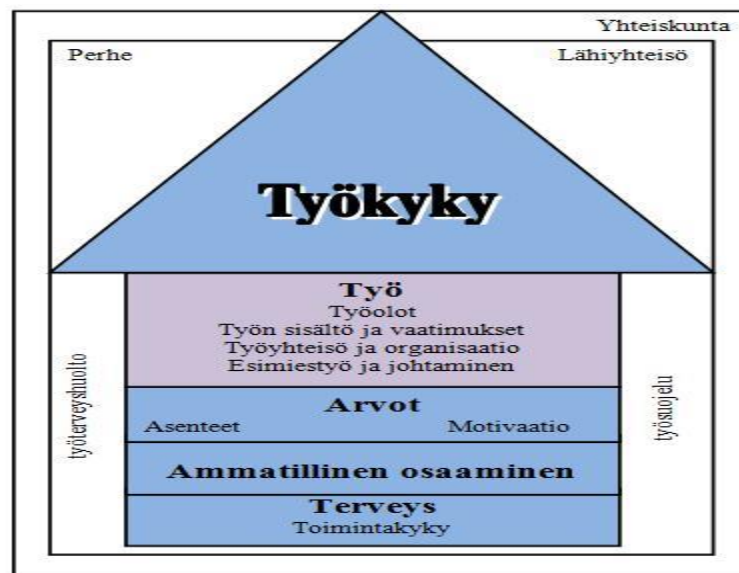 Yhteiskunta
Perhe
Lähiyhteisö
Työkyky
Työ
Työolot
Työn sisältö ja vaatimukset
Työyhteisö ja organisaatio
Esimiestyö ja johtaminen
työterveyshuolto
työsuojelu
Arvot
Asenteet
Motivaatio
Ammatillinen osaaminen
Terveys
Toimintakyky